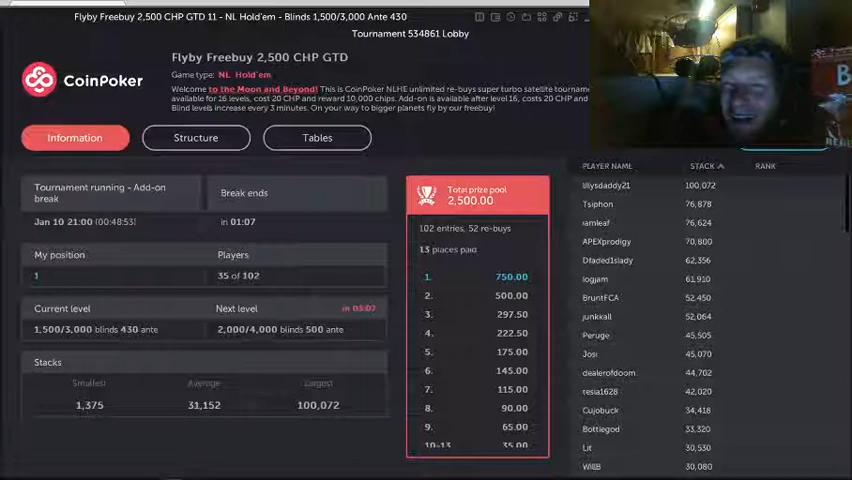 Flyby Freebuy 2,500 CHP GTD 11 - NL Hold'em - Blinds 1,500/3,000 Ante 430
Tournament 534861 Lobby
CoinPoker
Flyby Freebuy 2,500 CHP GTD
Game type: NL Hold'em
Welcome to the Moon and Beyond! This is CoinPoker NLHE unlimited re-buys super turbo satellite tourname
available for 16 levels, cost 20 CHP and reward 10,000 chips. Add-on is available after level 16, costs 20 CHP and
Blind levels increase every 3 minutes. On your way to bigger planets fly by our freebuy!
Information
Structure
Tables
Tournament running - Add-on
break
Break ends
Jan 10 21:00 (00:48:53)
in 01:07
My position
Players
1
35 of 102
Current level
Next level
in 03:07
1,500/3,000 blinds 430 ante
2,000/4,000 blinds 500 ante
Stacks
Smallest
Average
Largest
1,375
31,152
100,072
Total prize pool
2,500.00
102 entries, 52 re-buys
13 places paid
1. 750.00
2. 500.00
3. 297.50
4. 222.50
5. 175.00
6. 145.00
7. 115.00
8. 90.00
9. 65.00
10-13 35.00
PLAYER NAME STACK RANK
lilysdaddy21 100,072
Tsiphon 76,878
iamleaf 76,624
APEXprodigy 70,800
Dfaded1slady 62,356
logjam 61,910
BruntFCA 52,450
junkkall 52,064
Peruge 45,505
Josi 45,070
dealerofdoom 44,702
tesia1628 42,020
Cujobuck 34,418
Bottlegod 33,320
Lit 30,530
WillB 30,080